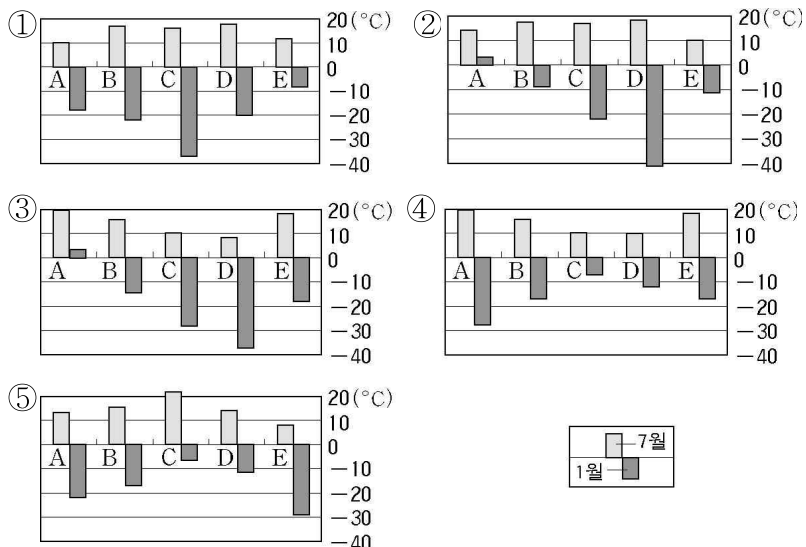 ① 20(°C) ② 20(°C)
10 10
0 0
A B C D E A B C D E
－10 －10
－20 －20
－30 －30
－40 －40
③ 20(°C) ④ 20(°C)
10 10
0 0
A B C D E A B C D E
－10 －10
－20 －20
－30 －30
－40 －40
⑤ 20(°C)
10
0
A B C D E
－10
－20
－30
－40
7월
1월